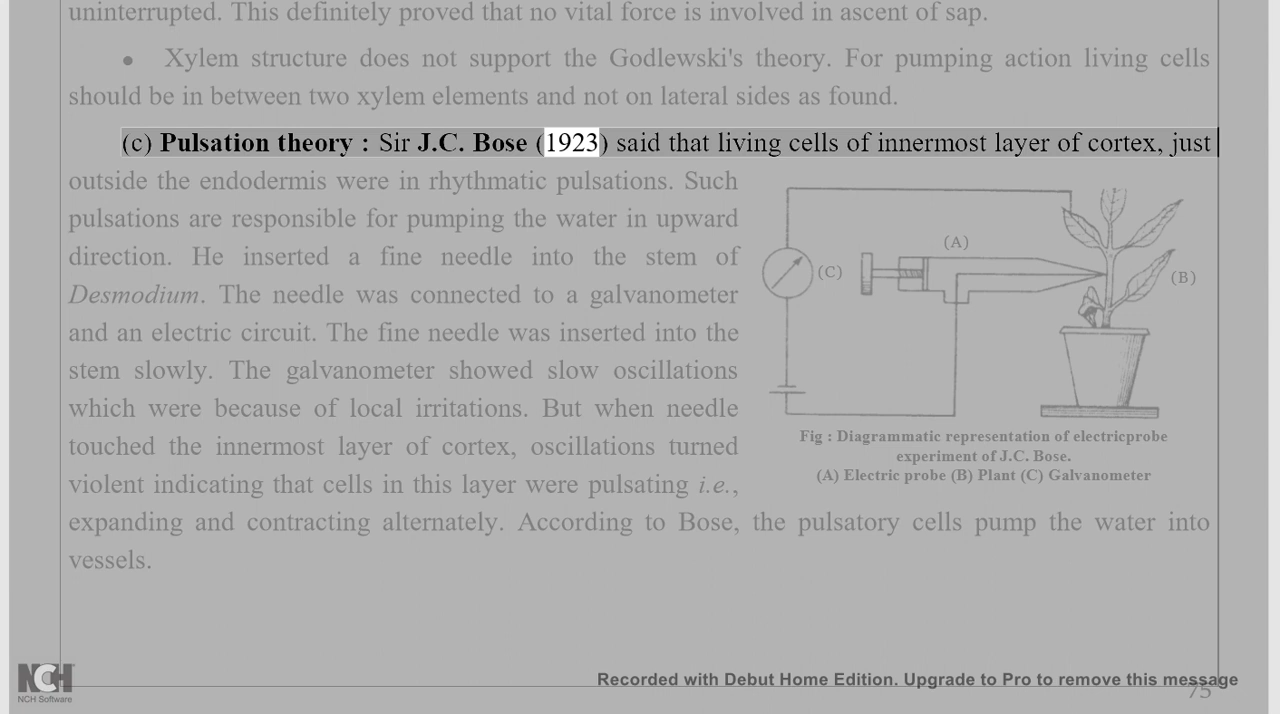 uninterrupted. This definitely proved that no vital force is involved in ascent of sap.
• Xylem structure does not support the Godlewski's theory. For pumping action living cells
should be in between two xylem elements and not on lateral sides as found.
(c) Pulsation theory : Sir J.C. Bose (1923) said that living cells of innermost layer of cortex, just
outside the endodermis were in rhythmatic pulsations. Such
pulsations are responsible for pumping the water in upward
direction. He inserted a fine needle into the stem of
Desmodium. The needle was connected to a galvanometer
and an electric circuit. The fine needle was inserted into the
stem slowly. The galvanometer showed slow oscillations
which were because of local irritations. But when needle
touched the innermost layer of cortex, oscillations turned
violent indicating that cells in this layer were pulsating i.e.,
expanding and contracting alternately. According to Bose, the pulsatory cells pump the water into
vessels.
(A)
(C)
(B)
Fig : Diagrammatic representation of electricprobe
experiment of J.C. Bose.
(A) Electric probe (B) Plant (C) Galvanometer
NCH
NCH Software
Recorded with Debut Home Edition. Upgrade to Pro to remove this message
75